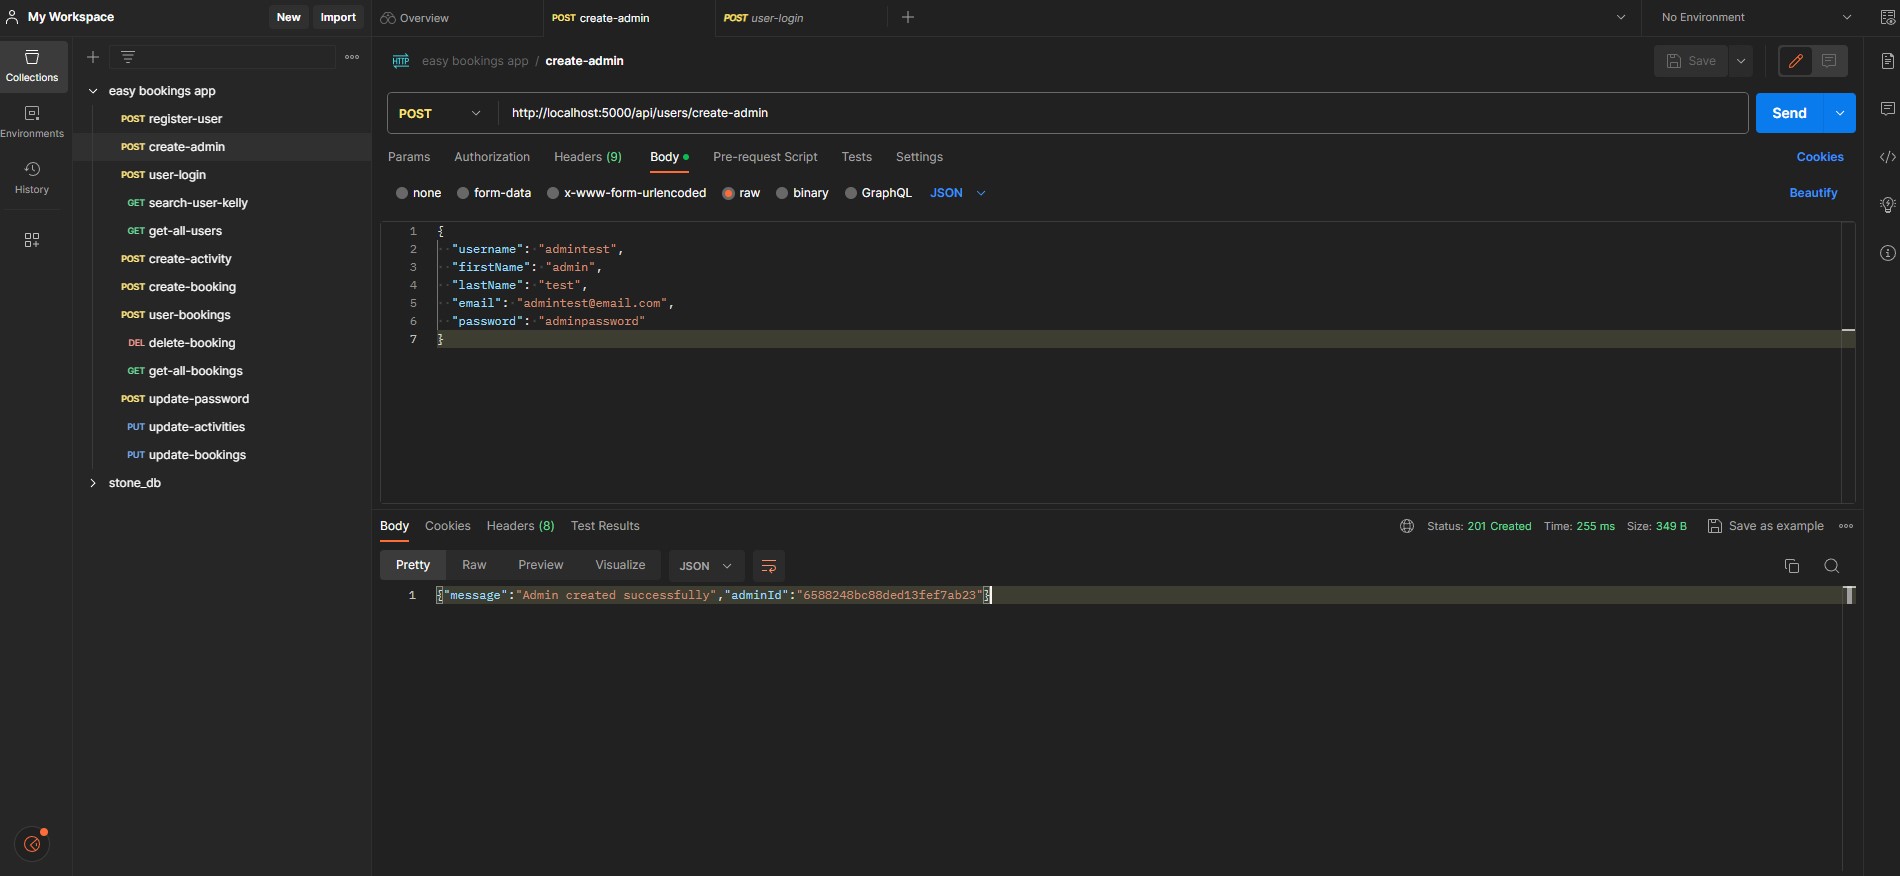 My Workspace
New
Import
Overview
POST create-admin
POST user-login
No Environment
Collections
Environments
History
easy bookings app
POST register-user
POST create-admin
POST user-login
GET search-user-kelly
GET get-all-users
POST create-activity
POST create-booking
POST user-bookings
DEL delete-booking
GET get-all-bookings
POST update-password
PUT update-activities
PUT update-bookings
stone_db
HTTP easy bookings app / create-admin
Save
POST
http://localhost:5000/api/users/create-admin
Send
Params Authorization Headers (9) Body Pre-request Script Tests Settings
Cookies
none form-data x-www-form-urlencoded raw binary GraphQL JSON
Beautify
1 {
2 "username": "admintest",
3 "firstName": "admin",
4 "lastName": "test",
5 "email": "admintest@email.com",
6 "password": "adminpassword"
7 }
Body Cookies Headers (8) Test Results
Status: 201 Created Time: 255 ms Size: 349 B
Save as example
Pretty Raw Preview Visualize JSON
1 {"message":"Admin created successfully","adminId":"6588248bc88ded13fef7ab23"}